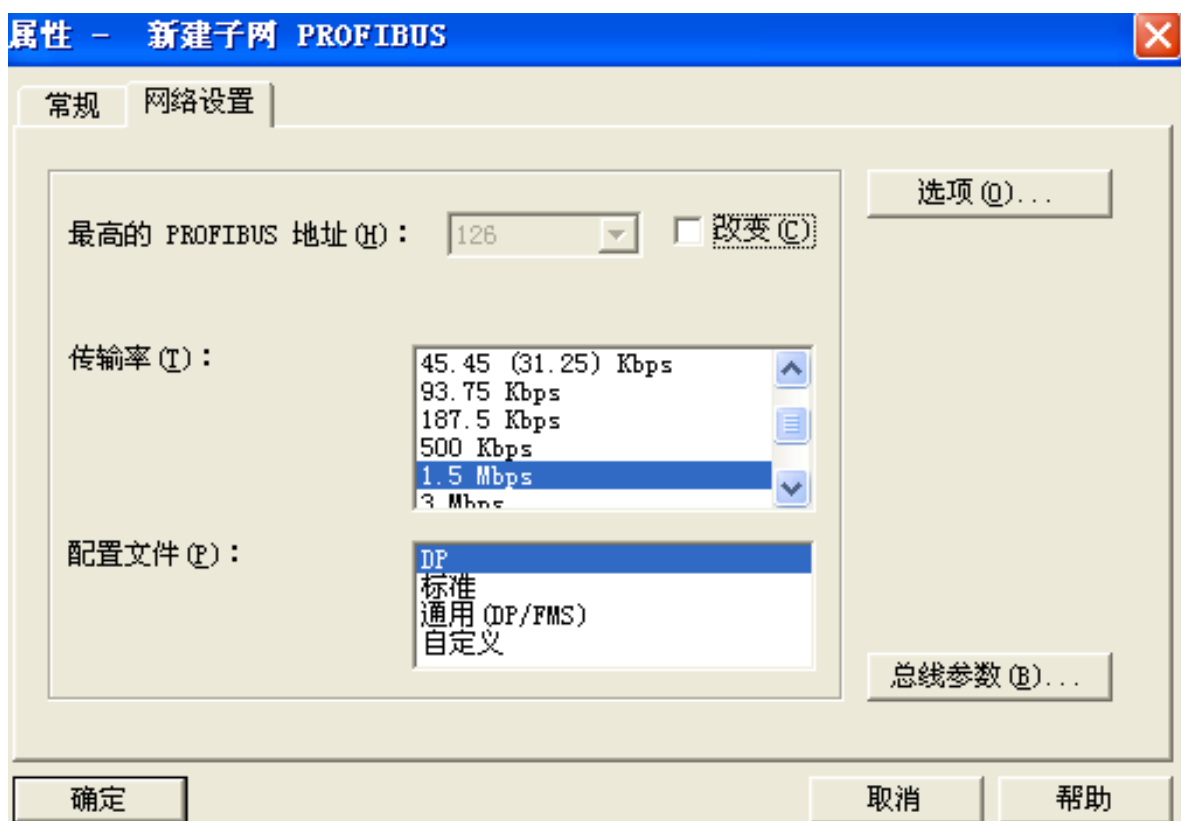 属性 - 新建子网 PROFIBUS
常规 网络设置
选项(O)...
最高的 PROFIBUS 地址(H)： 126 改变(C)
传输率(T)：
45.45 (31.25) Kbps
93.75 Kbps
187.5 Kbps
500 Kbps
1.5 Mbps
3 Mbps
配置文件(P)：
DP
标准
通用(DP/FMS)
自定义
总线参数(B)...
确定 取消 帮助